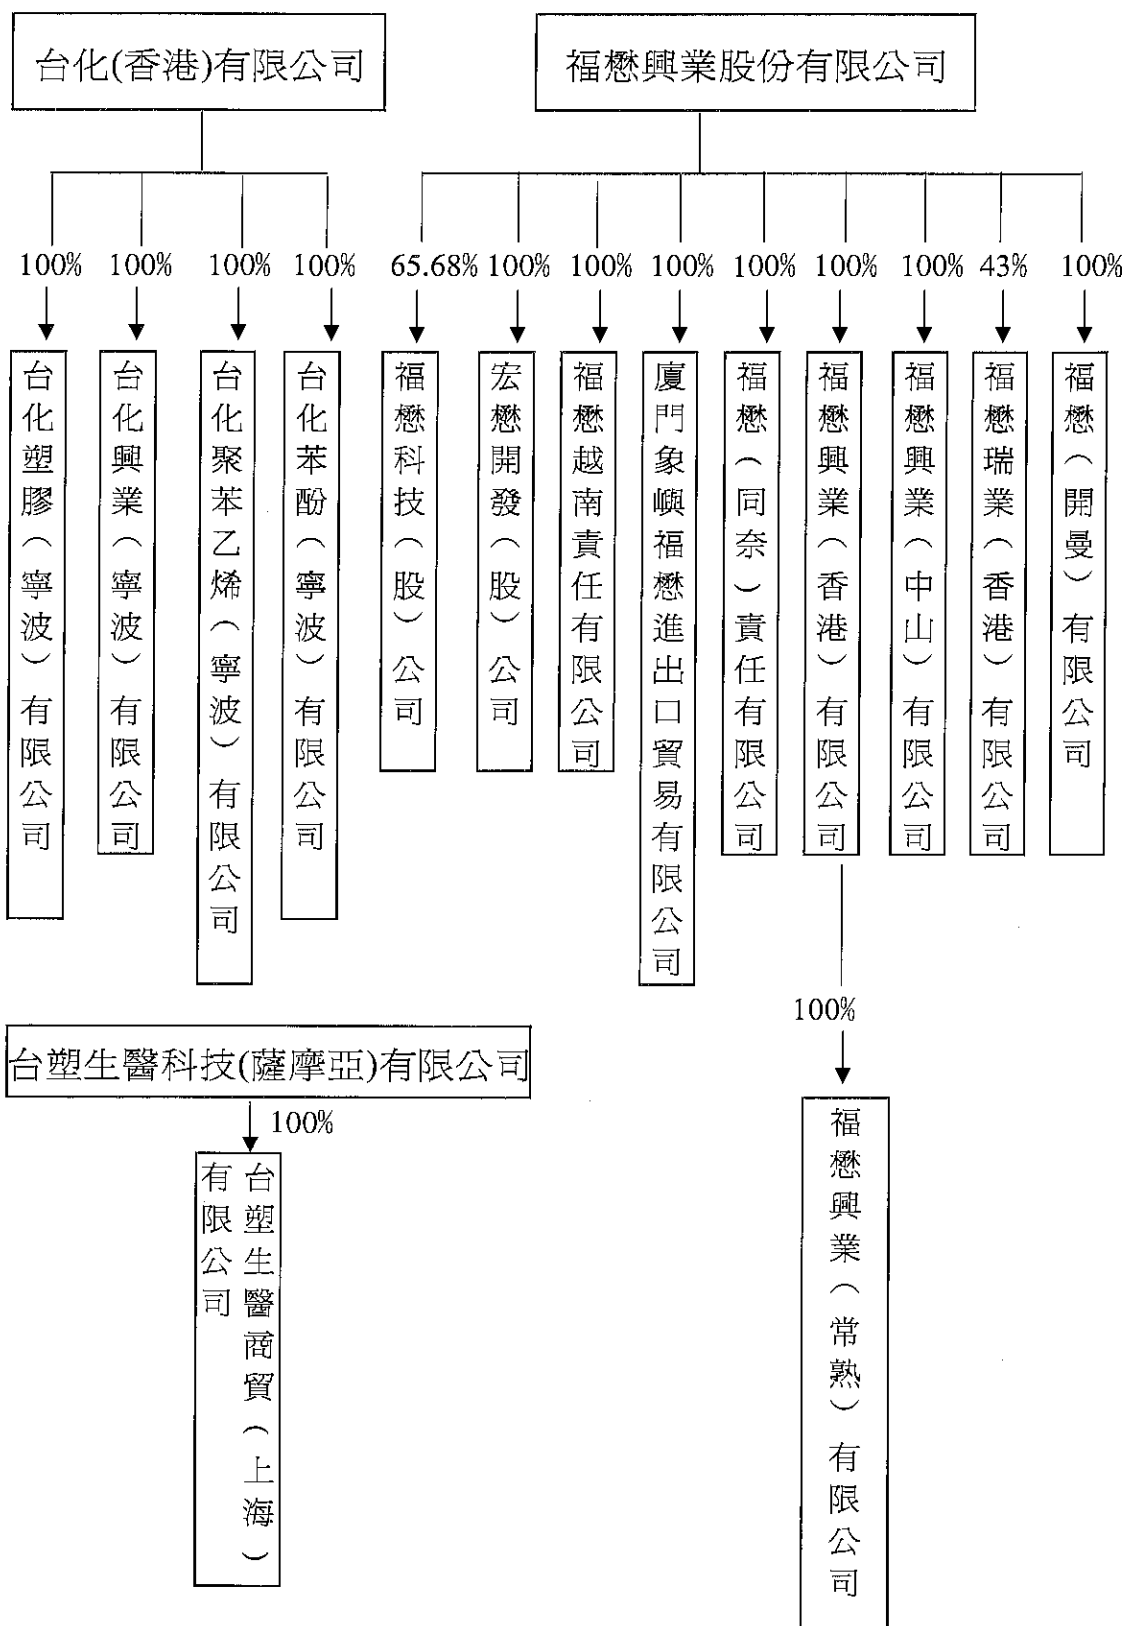 台化(香港)有限公司
福懋興業股份有限公司
100%
100%
100%
100%
65.68%
100%
100%
100%
100%
100%
100%
43%
100%
台化塑膠（寧波）有限公司
台化興業（寧波）有限公司
台化聚苯乙烯（寧波）有限公司
台化苯酚（寧波）有限公司
福懋科技（股）公司
宏懋開發（股）公司
福懋越南責任有限公司
廈門象嶼福懋進出口貿易有限公司
福懋（同奈）責任有限公司
福懋興業（香港）有限公司
福懋興業（中山）有限公司
福懋瑞業（香港）有限公司
福懋（開曼）有限公司
100%
福懋興業（常熟）有限公司
台塑生醫科技(薩摩亞)有限公司
100%
台塑生醫商貿（上海）
有限公司